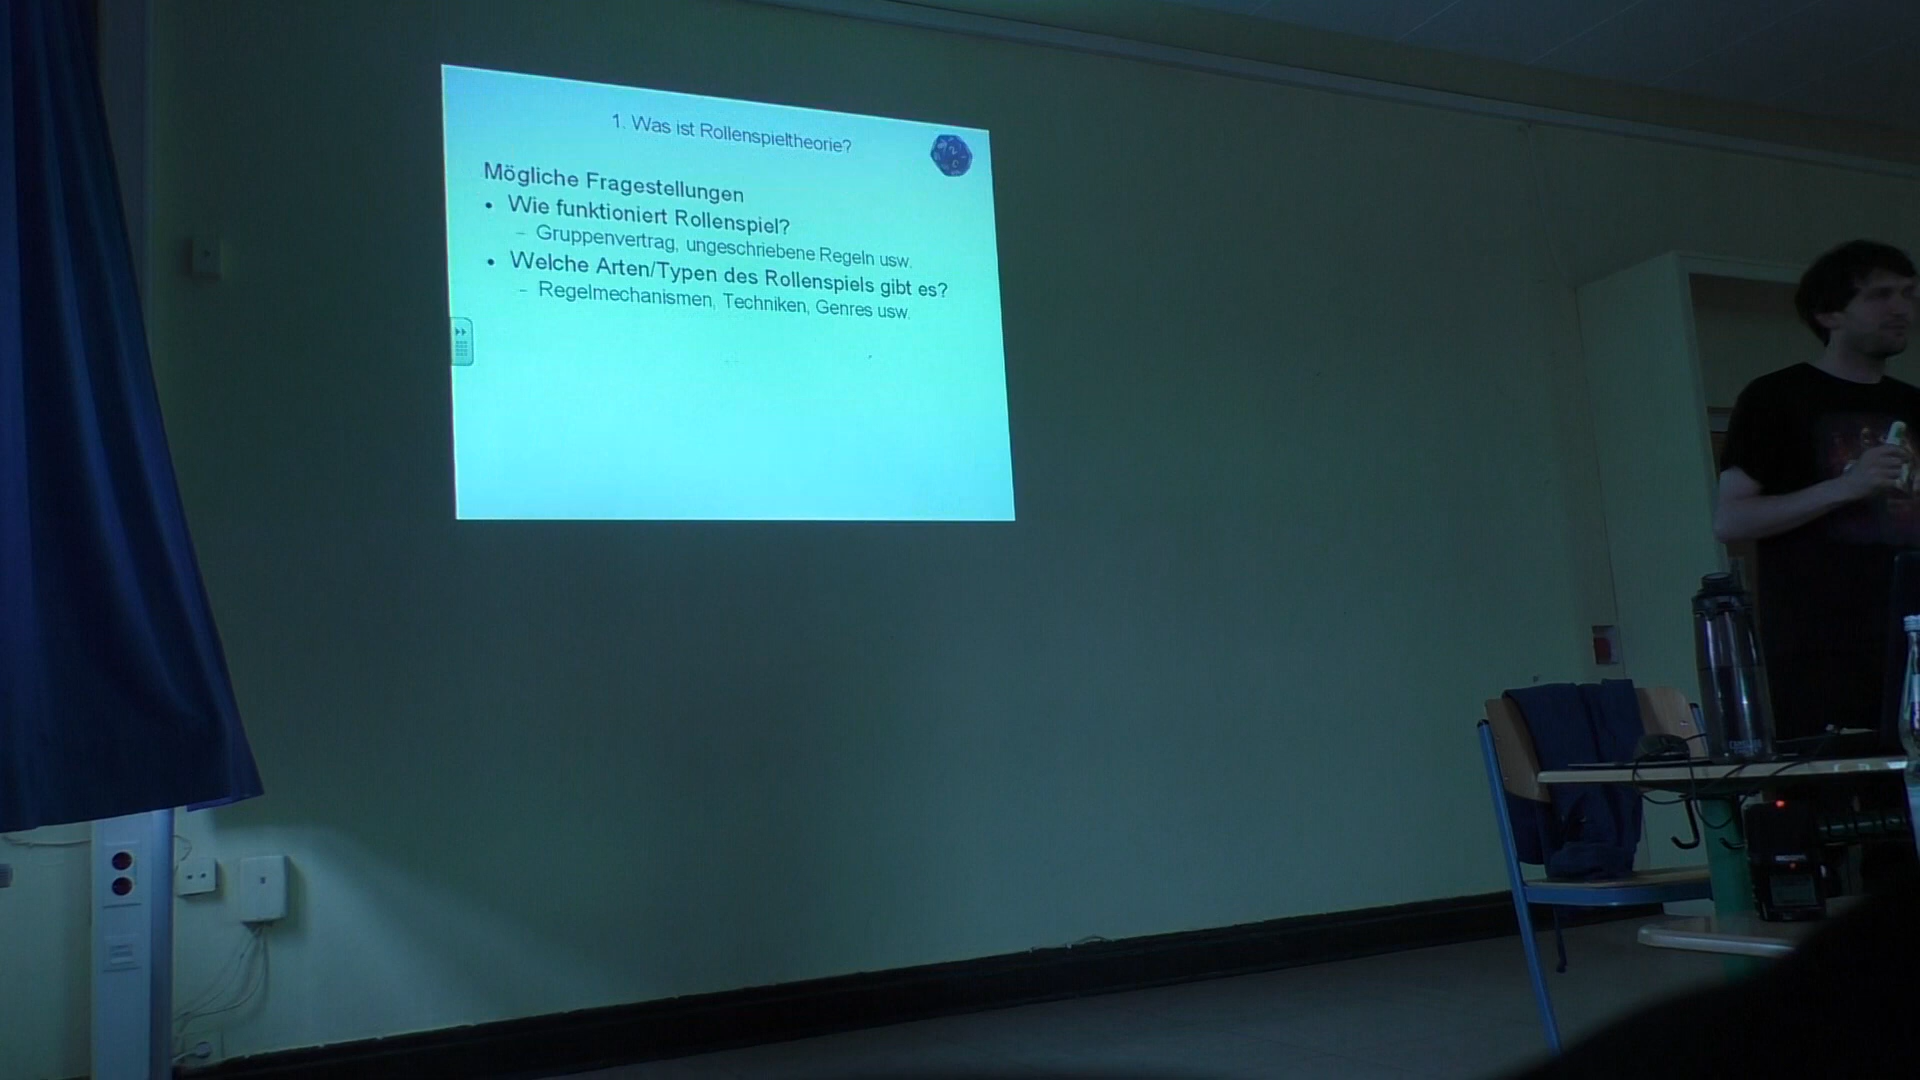 1. Was ist Rollenspieltheorie?
Mögliche Fragestellungen
• Wie funktioniert Rollenspiel?
– Gruppenvertrag, ungeschriebene Regeln usw.
• Welche Arten/Typen des Rollenspiels gibt es?
– Regelmechanismen, Techniken, Genres usw.